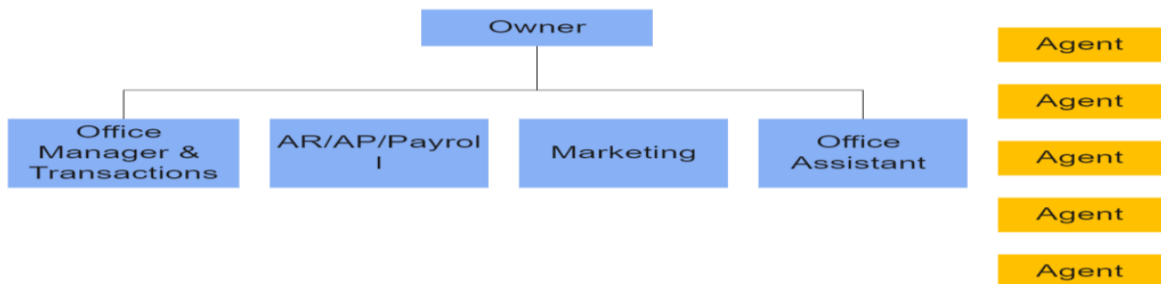 Owner
Office
Manager &
Transactions
AR/AP/Payrol
l
Marketing
Office
Assistant
Agent
Agent
Agent
Agent
Agent